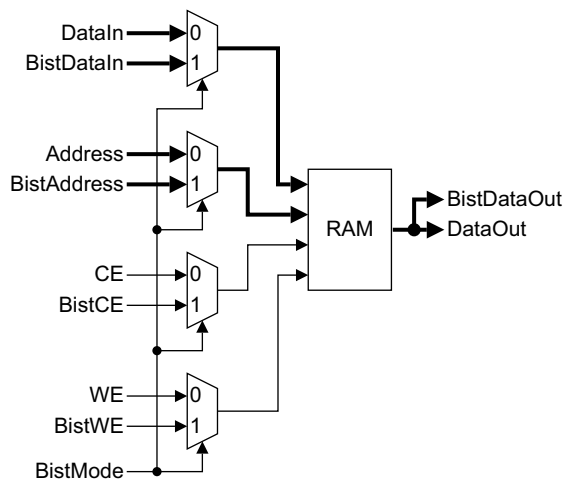 DataIn
0
BistDataIn
1
Address
0
BistAddress
1
RAM
BistDataOut
DataOut
CE
0
BistCE
1
WE
0
BistWE
1
BistMode